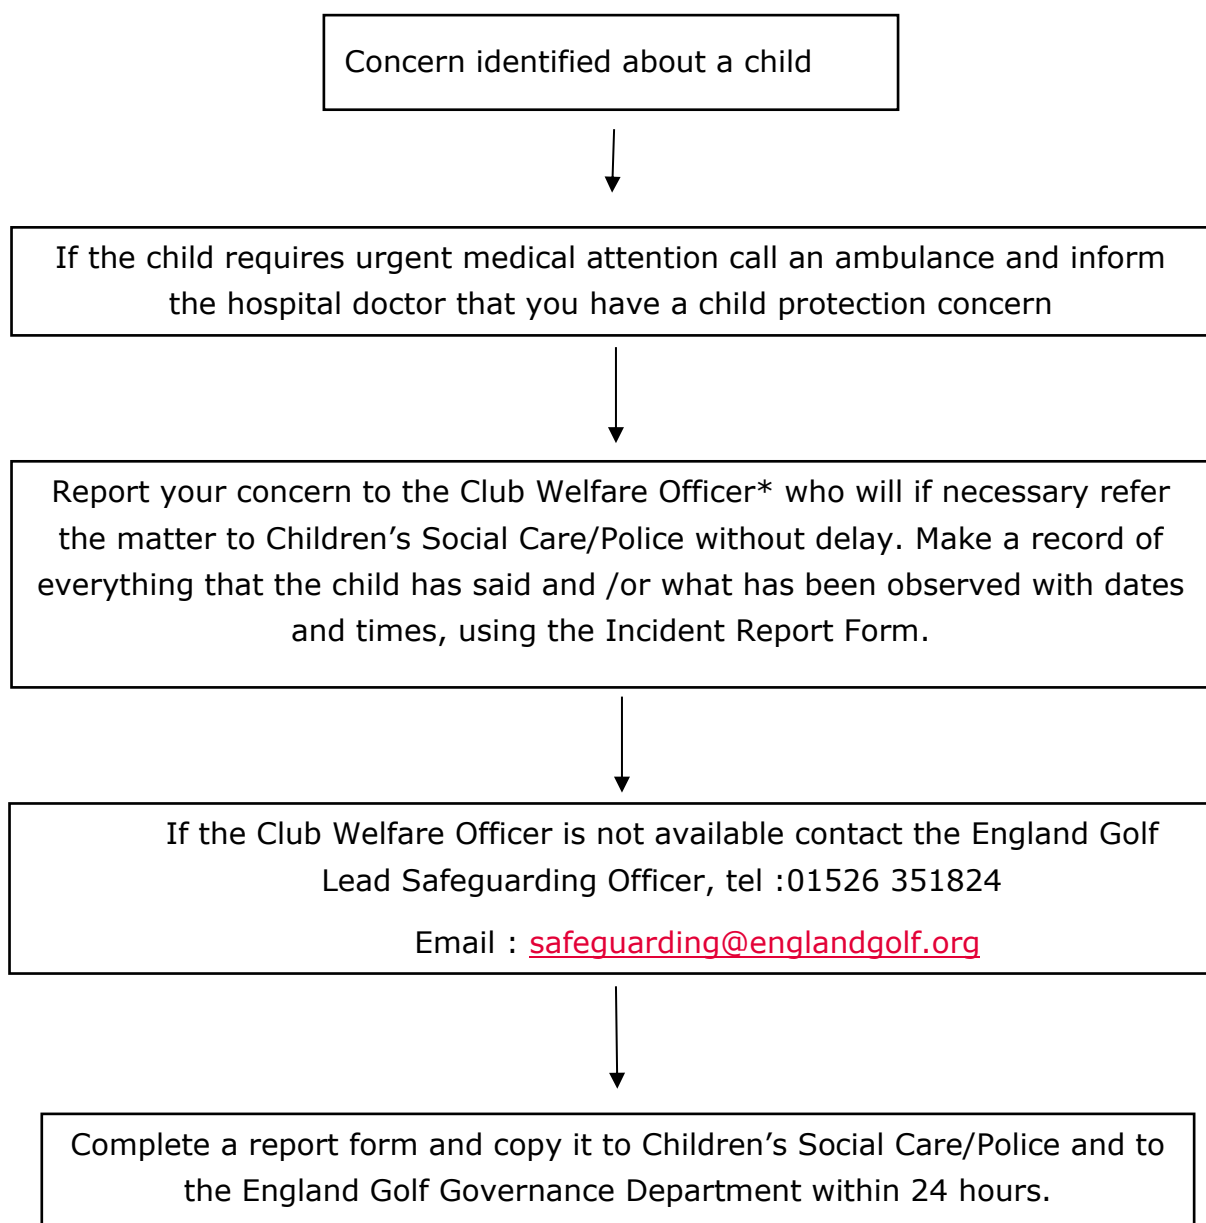 Concern identified about a child
If the child requires urgent medical attention call an ambulance and inform
the hospital doctor that you have a child protection concern
Report your concern to the Club Welfare Officer* who will if necessary refer
the matter to Children’s Social Care/Police without delay. Make a record of
everything that the child has said and /or what has been observed with dates
and times, using the Incident Report Form.
If the Club Welfare Officer is not available contact the England Golf
Lead Safeguarding Officer, tel :01526 351824
Email : safeguarding@englandgolf.org
Complete a report form and copy it to Children’s Social Care/Police and to
the England Golf Governance Department within 24 hours.